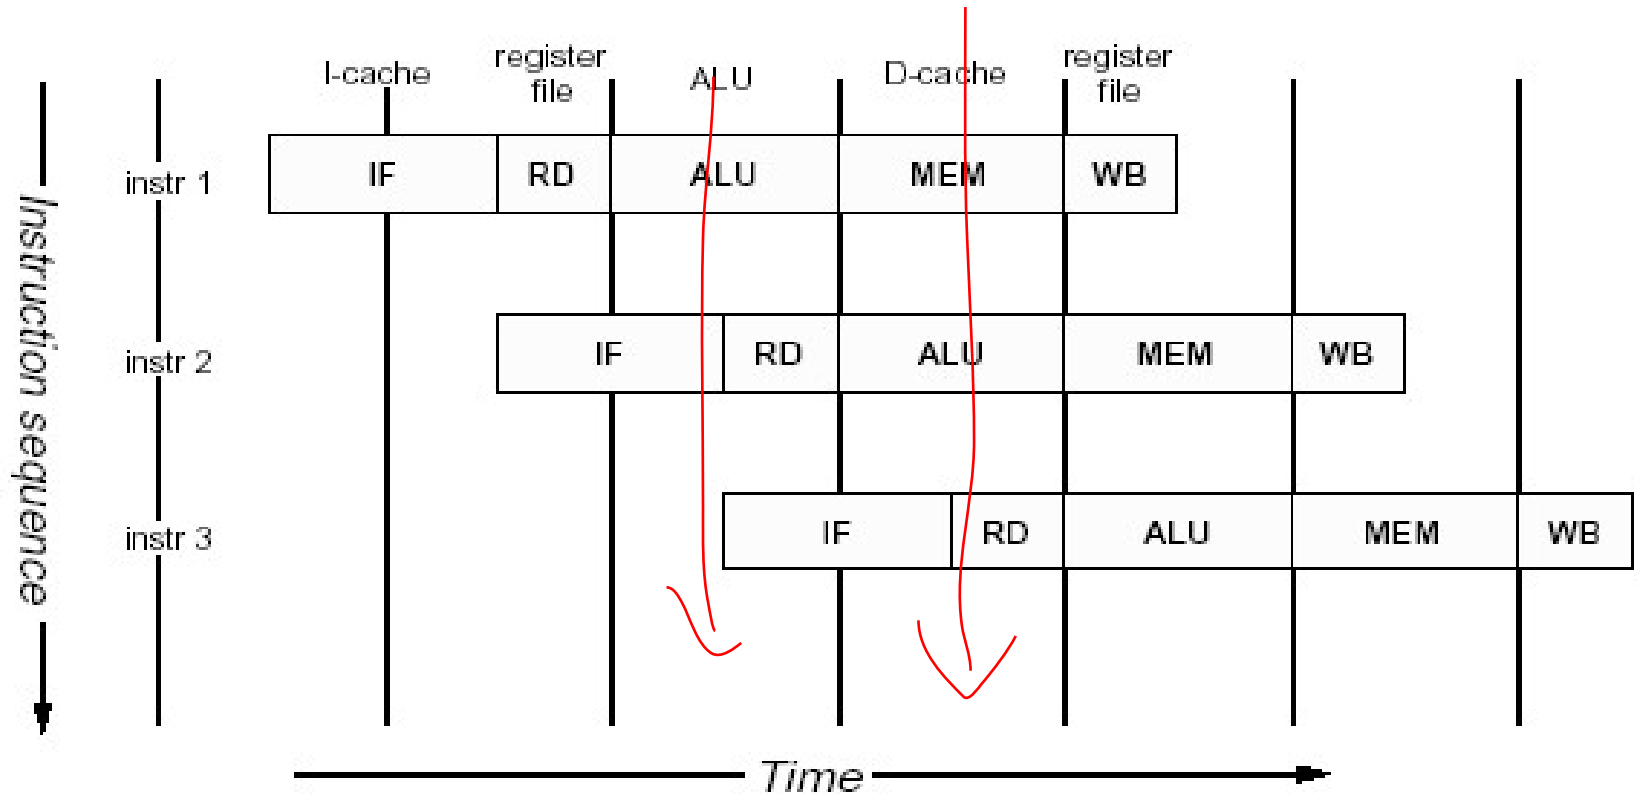 I-cache
register
file
ALU
D-cache
register
file
instr 1
IF
RD
ALU
MEM
WB
instr 2
IF
RD
ALU
MEM
WB
instr 3
IF
RD
ALU
MEM
WB
Instruction sequence
Time